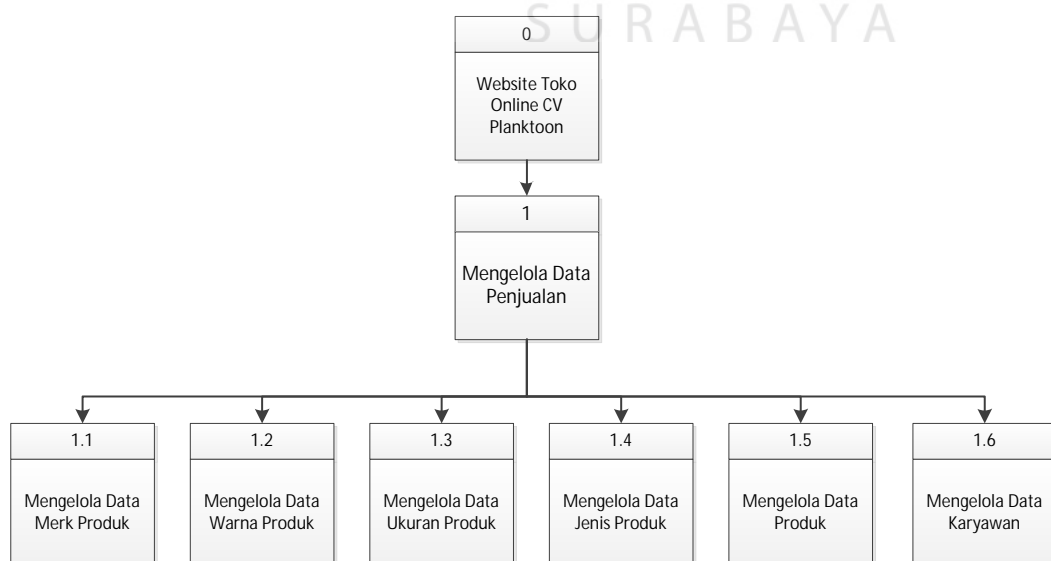 SURABAYA
0
Website Toko
Online CV
Planktoon
1
Mengelola Data
Penjualan
1.1
Mengelola Data
Merk Produk
1.2
Mengelola Data
Warna Produk
1.3
Mengelola Data
Ukuran Produk
1.4
Mengelola Data
Jenis Produk
1.5
Mengelola Data
Produk
1.6
Mengelola Data
Karyawan